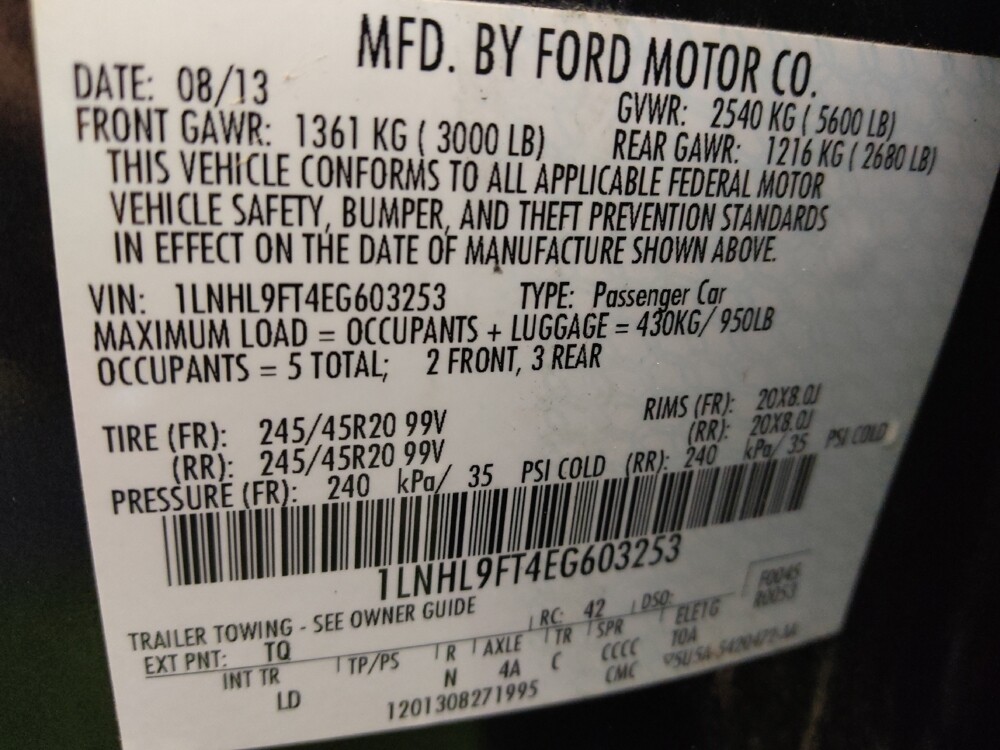 MFD. BY FORD MOTOR CO.
DATE: 08/13 GVWR: 2540 KG ( 5600 LB)
FRONT GAWR: 1361 KG ( 3000 LB) REAR GAWR: 1216 KG ( 2680 LB)
THIS VEHICLE CONFORMS TO ALL APPLICABLE FEDERAL MOTOR
VEHICLE SAFETY, BUMPER, AND THEFT PREVENTION STANDARDS
IN EFFECT ON THE DATE OF MANUFACTURE SHOWN ABOVE.
VIN: 1LNHL9FT4EG603253 TYPE: Passenger Car
MAXIMUM LOAD = OCCUPANTS + LUGGAGE = 430KG/ 950LB
OCCUPANTS = 5 TOTAL; 2 FRONT, 3 REAR
TIRE (FR): 245/45R20 99V RIMS (FR): 20X8.0J
(RR): 245/45R20 99V (RR): 20X8.0J
PRESSURE (FR): 240 kPa/ 35 PSI COLD (RR): 240 kPa/ 35 PSI COLD
1LNHL9FT4EG603253
F0045
R0053
TRAILER TOWING - SEE OWNER GUIDE RC: 42 DSO:
EXT PNT: TQ TP/PS R AXLE TR SPR ELETG
INT TR N 4A C CCCC 10A
LD 1201308271995 CMC